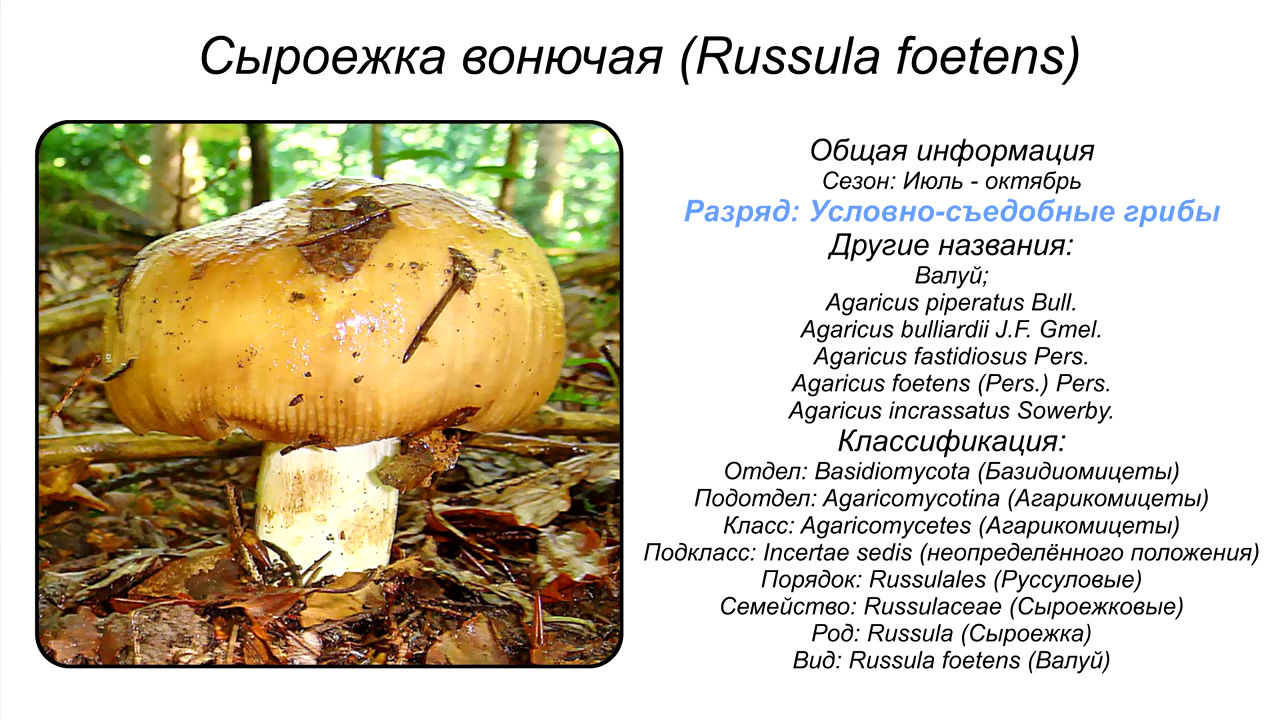 Сыроежка вонючая (Russula foetens)
Общая информация
Сезон: Июль - октябрь
Разряд: Условно-съедобные грибы
Другие названия:
Валуй;
Agaricus piperatus Bull.
Agaricus bulliardii J.F. Gmel.
Agaricus fastidiosus Pers.
Agaricus foetens (Pers.) Pers.
Agaricus incrassatus Sowerby.
Классификация:
Отдел: Basidiomycota (Базидиомицеты)
Подотдел: Agaricomycotina (Агарикомицеты)
Класс: Agaricomycetes (Агарикомицеты)
Подкласс: Incertae sedis (неопределённого положения)
Порядок: Russulales (Руссуловые)
Семейство: Russulaceae (Сыроежковые)
Род: Russula (Сыроежка)
Вид: Russula foetens (Валуй)